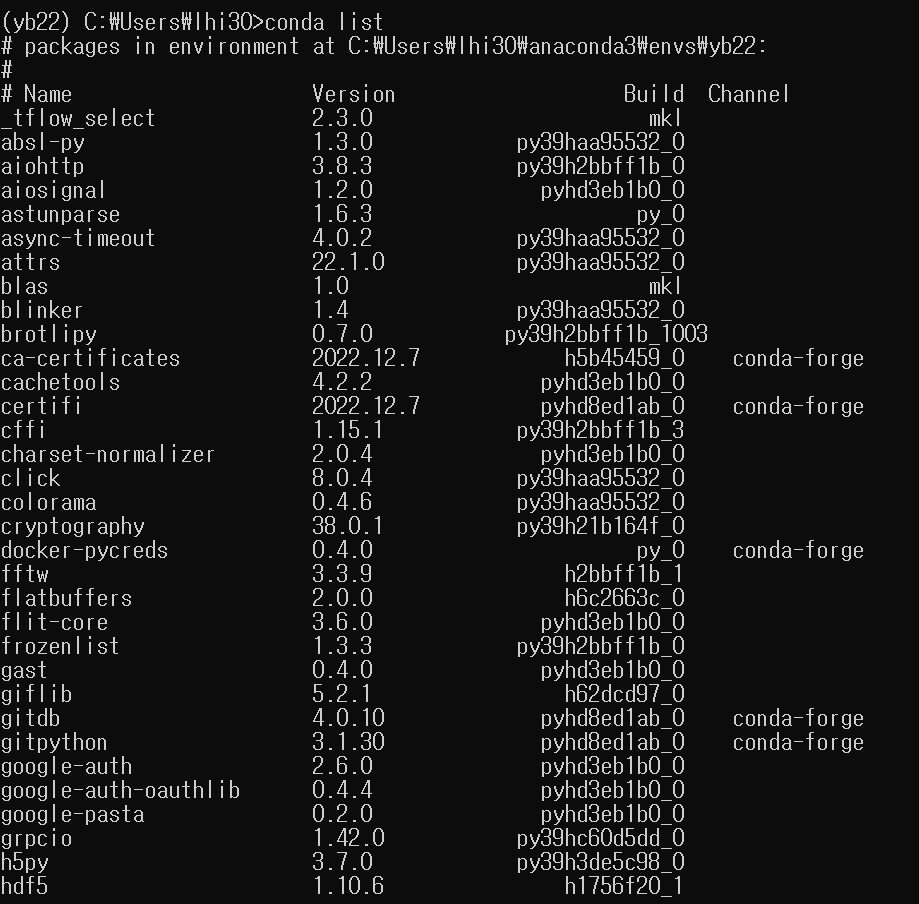 (yb22) C:₩Users₩lhi30>conda list
# packages in environment at C:₩Users₩lhi30₩anaconda3₩envs₩yb22:
#
# Name Version Build Channel
_tflow_select 2.3.0 mkl
absl-py 1.3.0 py39haa95532_0
aiohttp 3.8.3 py39h2bbff1b_0
aiosignal 1.2.0 pyhd3eb1b0_0
astunparse 1.6.3 py_0
async-timeout 4.0.2 py39haa95532_0
attrs 22.1.0 py39haa95532_0
blas 1.0 mkl
blinker 1.4 py39haa95532_0
brotlipy 0.7.0 py39h2bbff1b_1003
ca-certificates 2022.12.7 h5b45459_0 conda-forge
cachetools 4.2.2 pyhd3eb1b0_0
certifi 2022.12.7 pyhd8ed1ab_0 conda-forge
cffi 1.15.1 py39h2bbff1b_3
charset-normalizer 2.0.4 pyhd3eb1b0_0
click 8.0.4 py39haa95532_0
colorama 0.4.6 py39haa95532_0
cryptography 38.0.1 py39h21b164f_0
docker-pycreds 0.4.0 py_0 conda-forge
fftw 3.3.9 h2bbff1b_1
flatbuffers 2.0.0 h6c2663c_0
flit-core 3.6.0 pyhd3eb1b0_0
frozenlist 1.3.3 py39h2bbff1b_0
gast 0.4.0 pyhd3eb1b0_0
giflib 5.2.1 h62dcd97_0
gitdb 4.0.10 pyhd8ed1ab_0 conda-forge
gitpython 3.1.30 pyhd8ed1ab_0 conda-forge
google-auth 2.6.0 pyhd3eb1b0_0
google-auth-oauthlib 0.4.4 pyhd3eb1b0_0
google-pasta 0.2.0 pyhd3eb1b0_0
grpcio 1.42.0 py39hc60d5dd_0
h5py 3.7.0 py39h3de5c98_0
hdf5 1.10.6 h1756f20_1